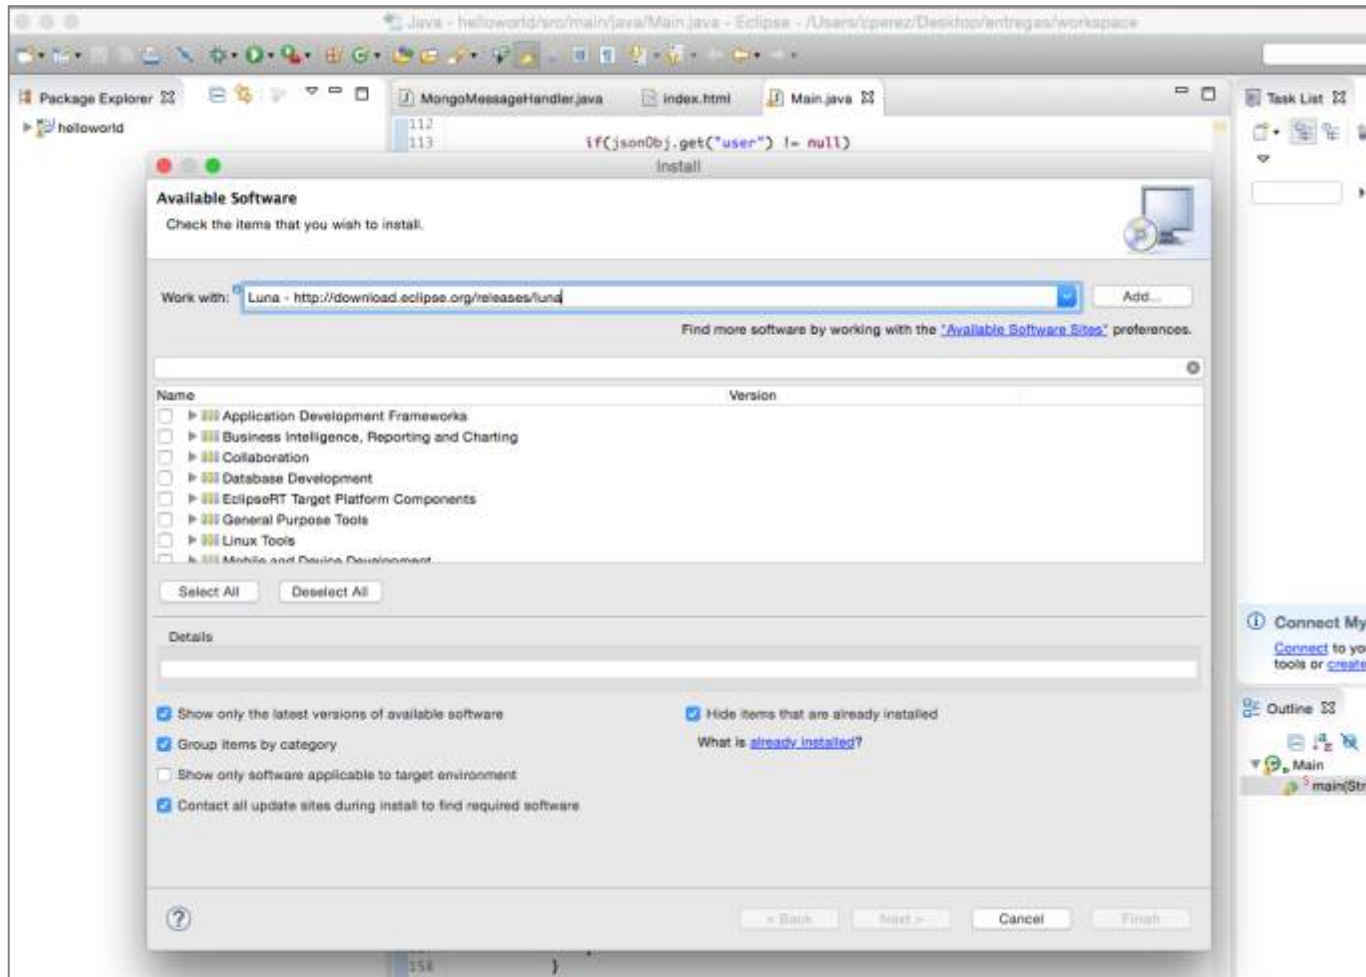 Java - helloworld/src/main/java/Main.java - Eclipse - /Users/cperez/Desktop/entregas/workspace
Package Explorer
helloworld
MongoMessageHandler.java
index.html
Main.java
Task List
112
113 if(jsonObj.get("user") != null)
Install
Available Software
Check the items that you wish to install.
Work with: Luna - http://download.eclipse.org/releases/luna
Add...
Find more software by working with the "Available Software Sites" preferences.
Name Version
Application Development Frameworks
Business Intelligence, Reporting and Charting
Collaboration
Database Development
EclipseRT Target Platform Components
General Purpose Tools
Linux Tools
Mobile and Device Development
Select All
Deselect All
Details
Show only the latest versions of available software
Hide items that are already installed
Group items by category
What is already installed?
Show only software applicable to target environment
Contact all update sites during install to find required software
< Back
Next >
Cancel
Finish
Connect My
Connect to you
tools or create
Outline
Main
main(Str
158 }